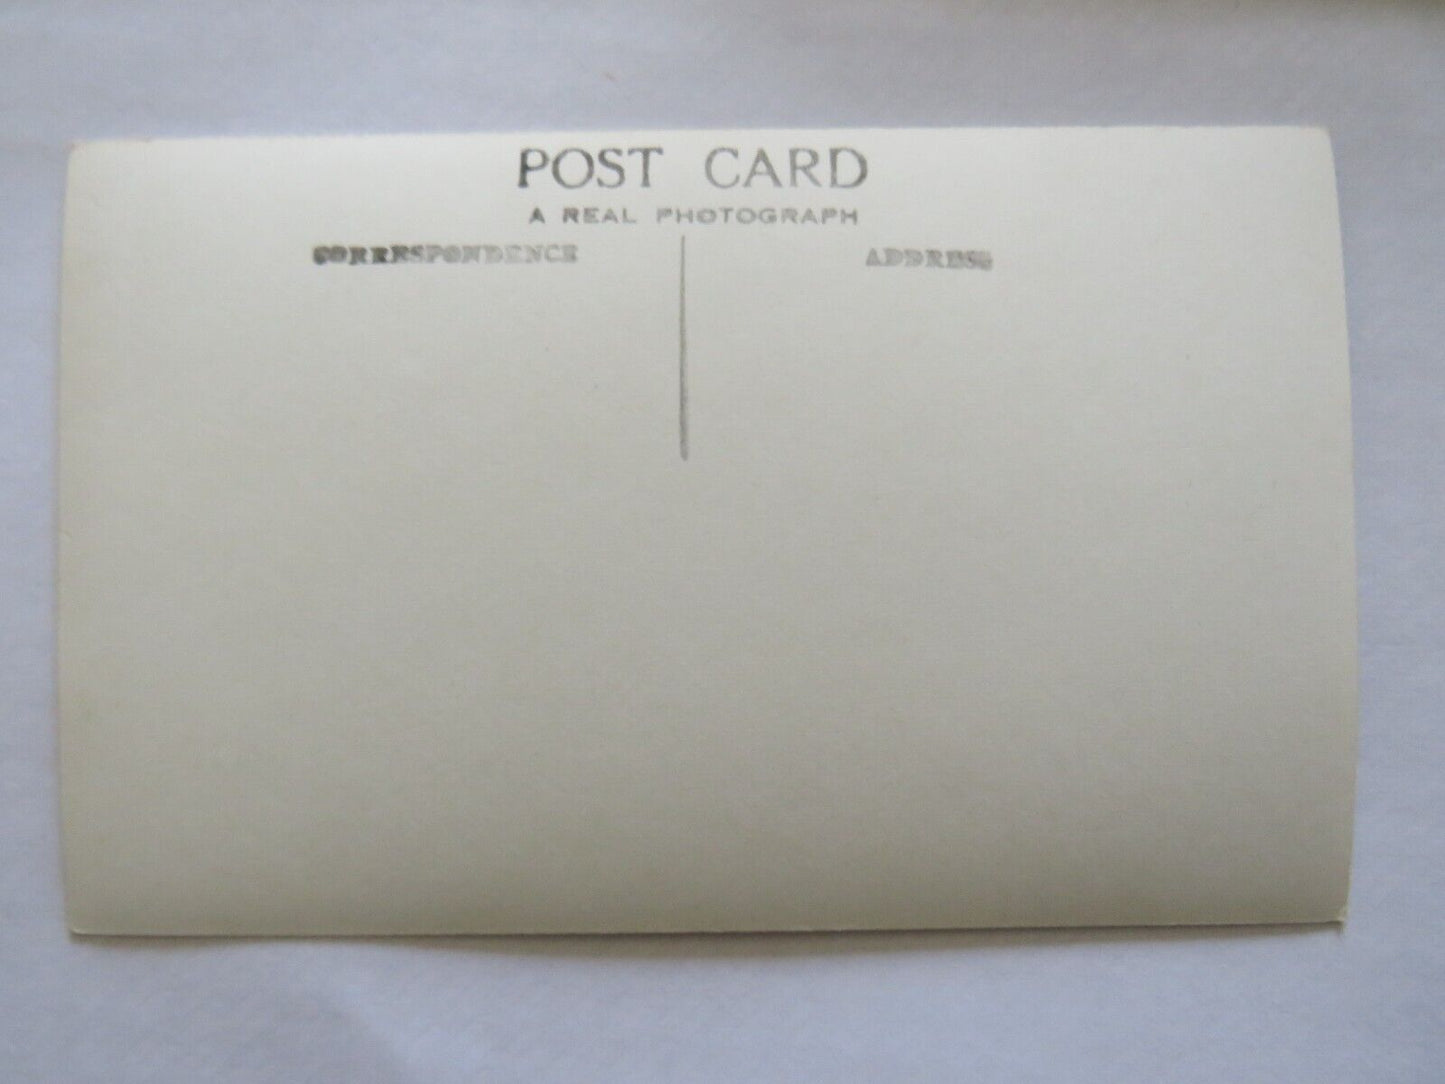 POST CARD
A REAL PHOTOGRAPH
CORRESPONDENCE
ADDRESS